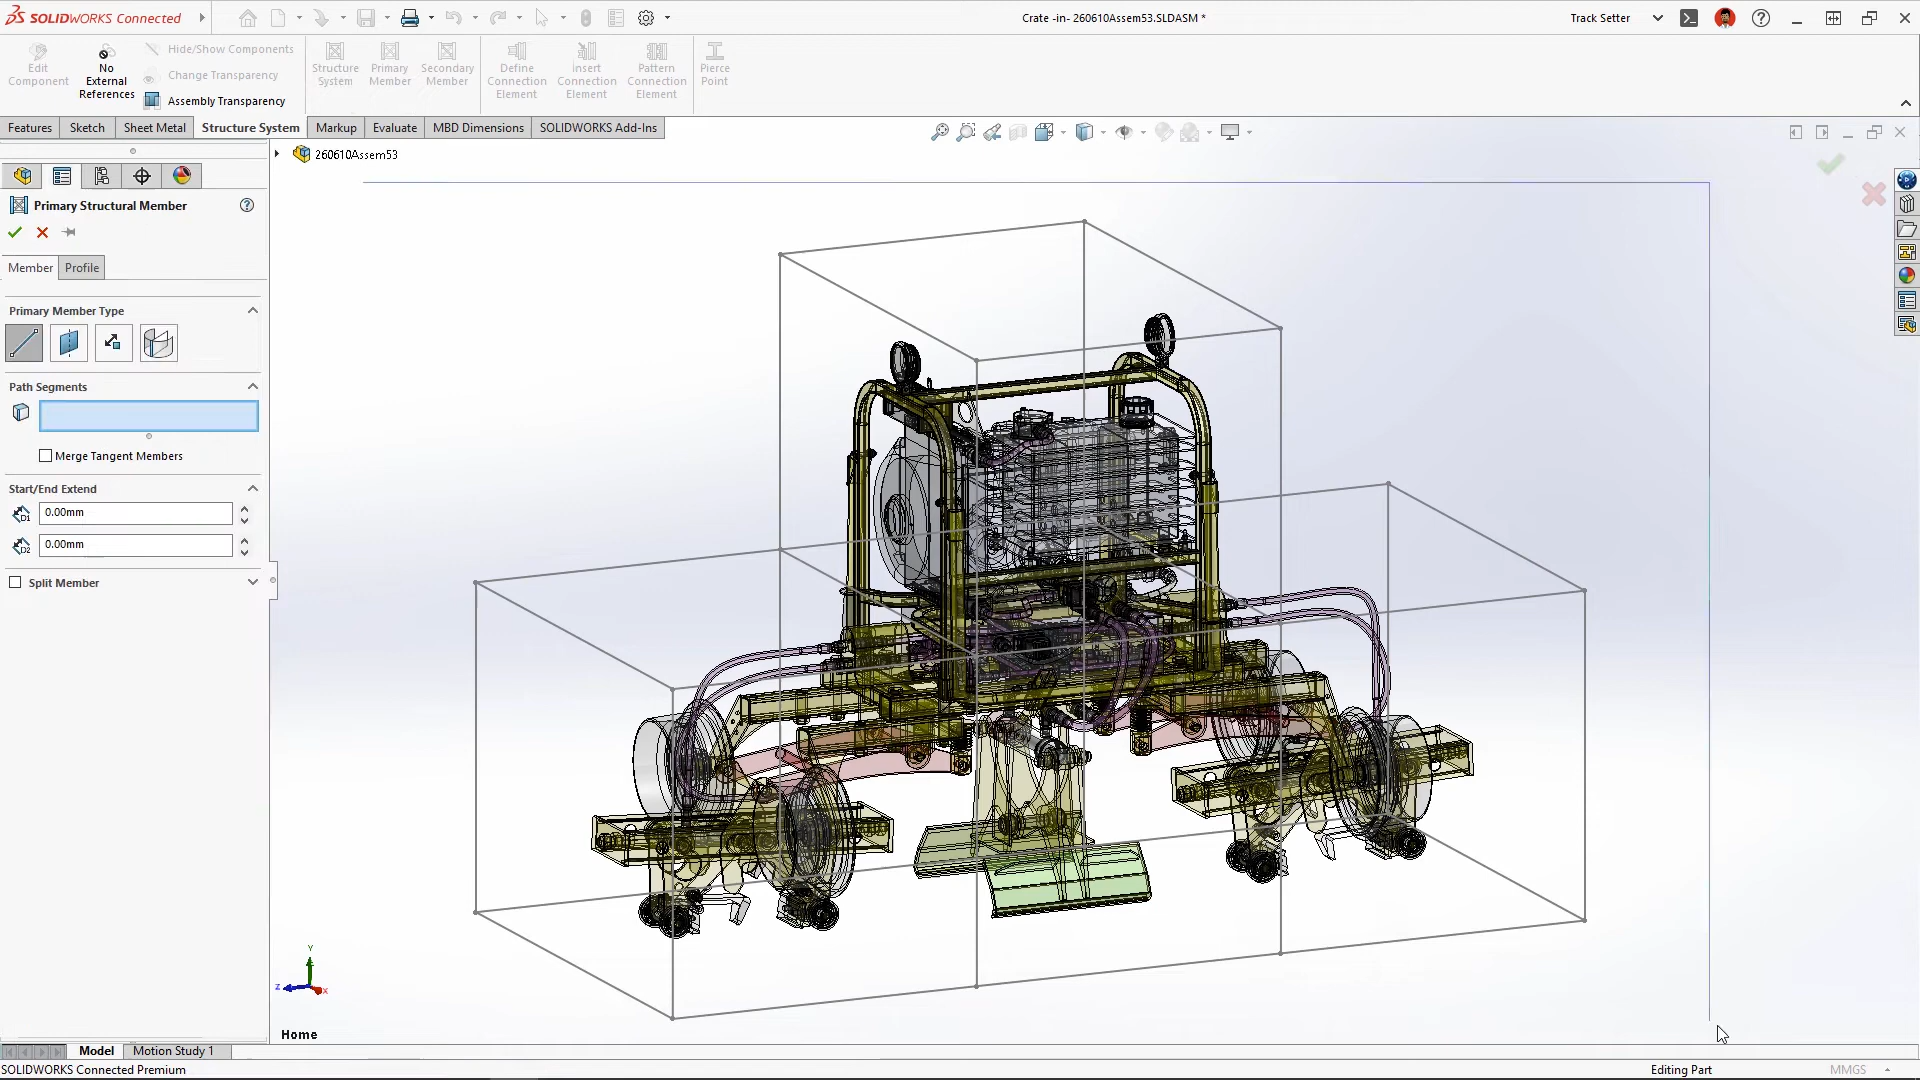 SOLIDWORKS Connected
Crate -in- 260610Assem53.SLDASM *
Track Setter
Edit Component
No External References
Hide/Show Components
Change Transparency
Assembly Transparency
Structure System
Primary Member
Secondary Member
Define Connection Element
Insert Connection Element
Pattern Connection Element
Pierce Point
Features
Sketch
Sheet Metal
Structure System
Markup
Evaluate
MBD Dimensions
SOLIDWORKS Add-Ins
260610Assem53
Primary Structural Member
Member
Profile
Primary Member Type
Path Segments
Merge Tangent Members
Start/End Extend
D1
0.00mm
D2
0.00mm
Split Member
Y
Z
X
Home
Model
Motion Study 1
SOLIDWORKS Connected Premium
Editing Part
MMGS